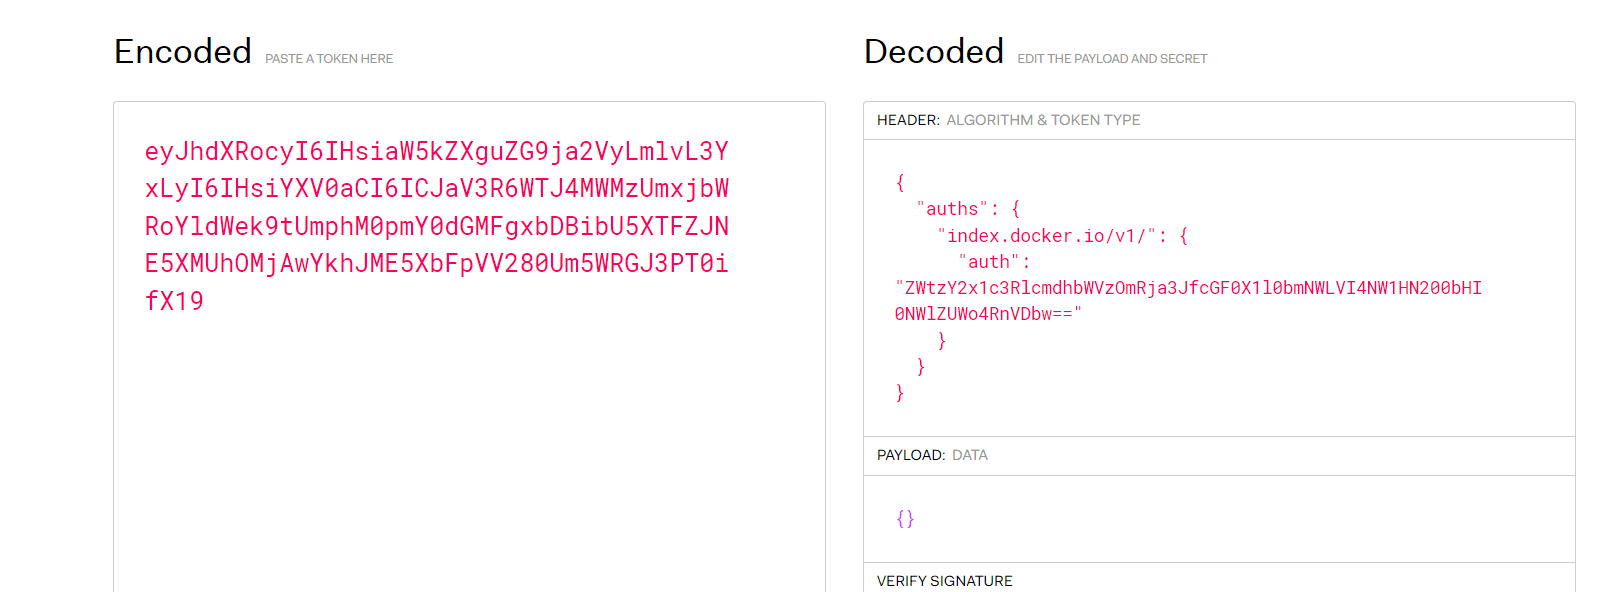 Encoded PASTE A TOKEN HERE
Decoded EDIT THE PAYLOAD AND SECRET
eyJhdXRocyI6IHsiaW5kZXguZG9ja2VyLmlvL3Y
xLyI6IHsiYXV0aCI6ICJaV3R6WTJ4MWMzUmxjbW
RoYldWek9tUmphM0pmY0dGMFgxbDBibU5XTFZJN
E5XMUhOMjAwYkhJME5XbFpVV280Um5WRGJ3PT0i
fX19
HEADER: ALGORITHM & TOKEN TYPE
{
"auths": {
"index.docker.io/v1/": {
"auth":
"ZWtzY2x1c3RlcmdhbWVzOmRja3JfcGF0X1l0bmNWLVI4NW1HN200bHI
0NWlZUWo4RnVDbw=="
}
}
}
PAYLOAD: DATA
{}
VERIFY SIGNATURE